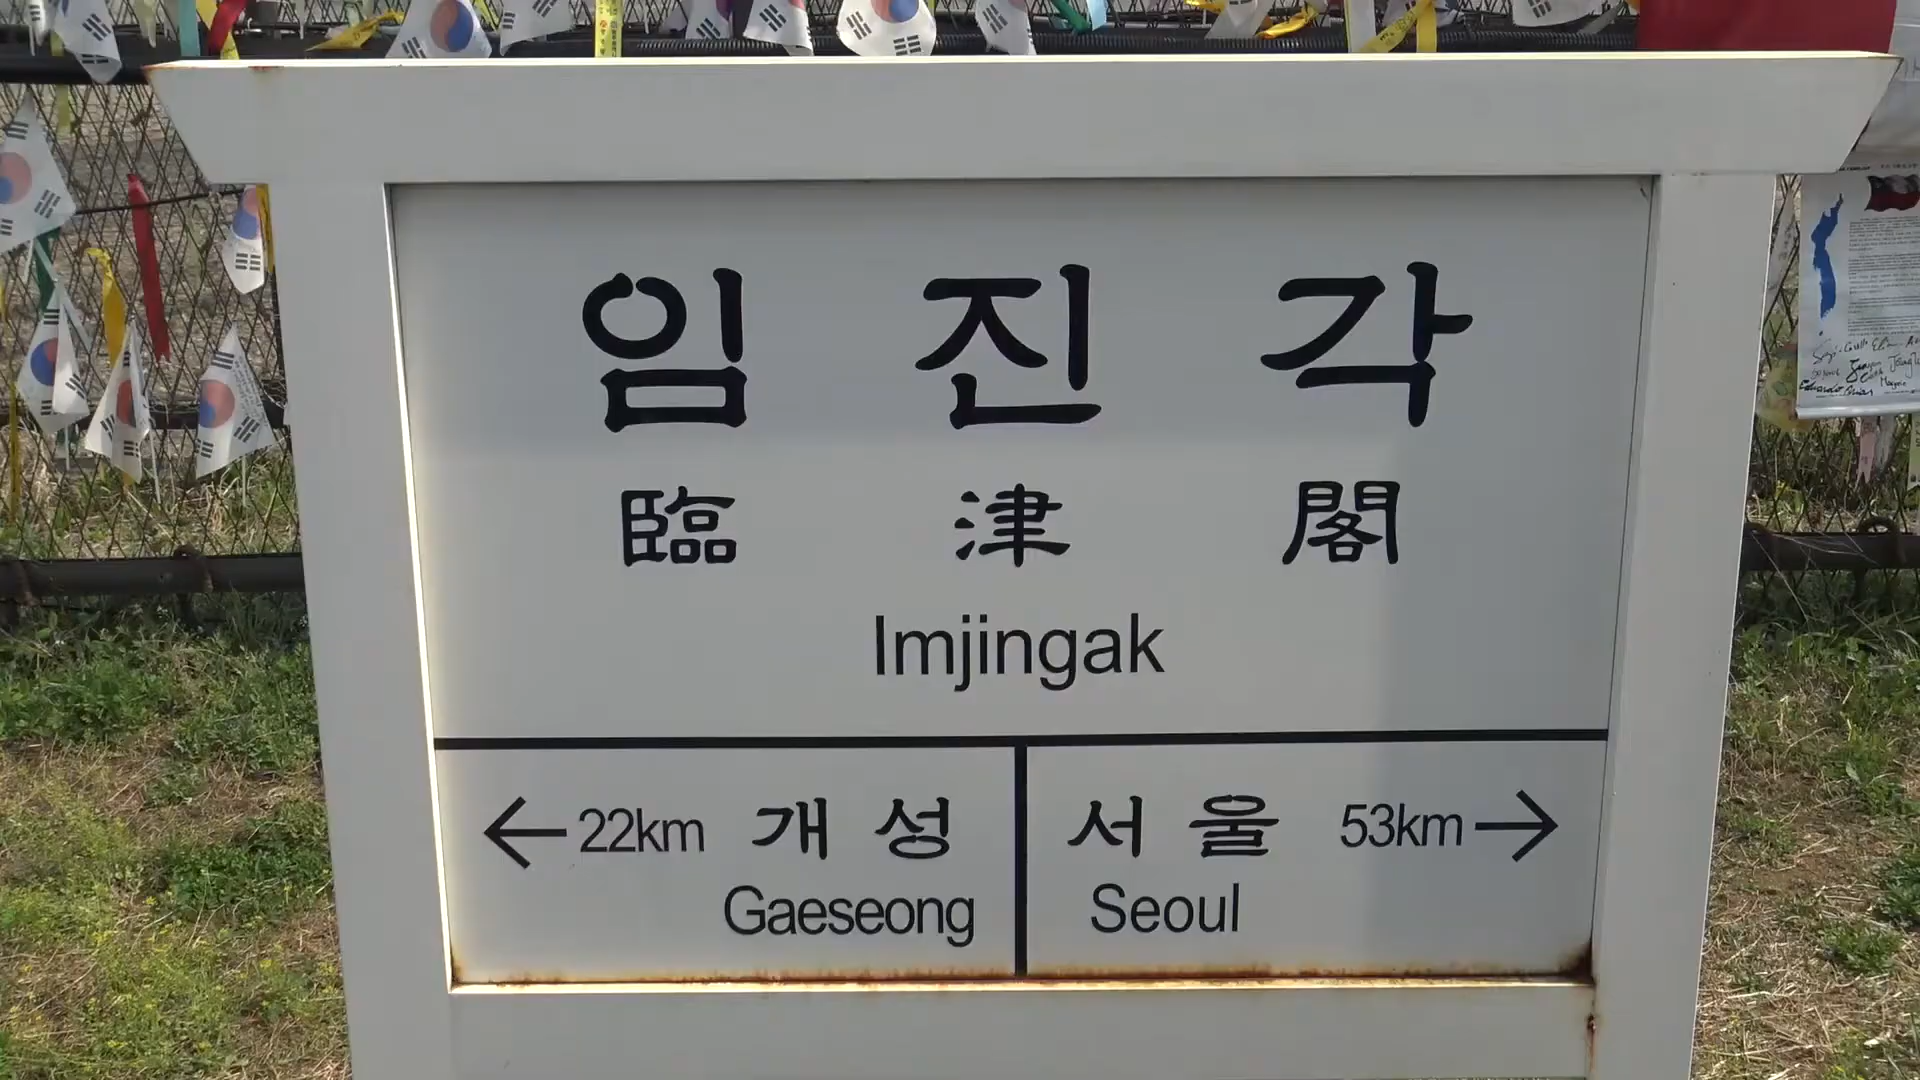 임 진 각
臨 津 閣
Imjingak
← 22km 개 성
Gaeseong
서 울 53km →
Seoul